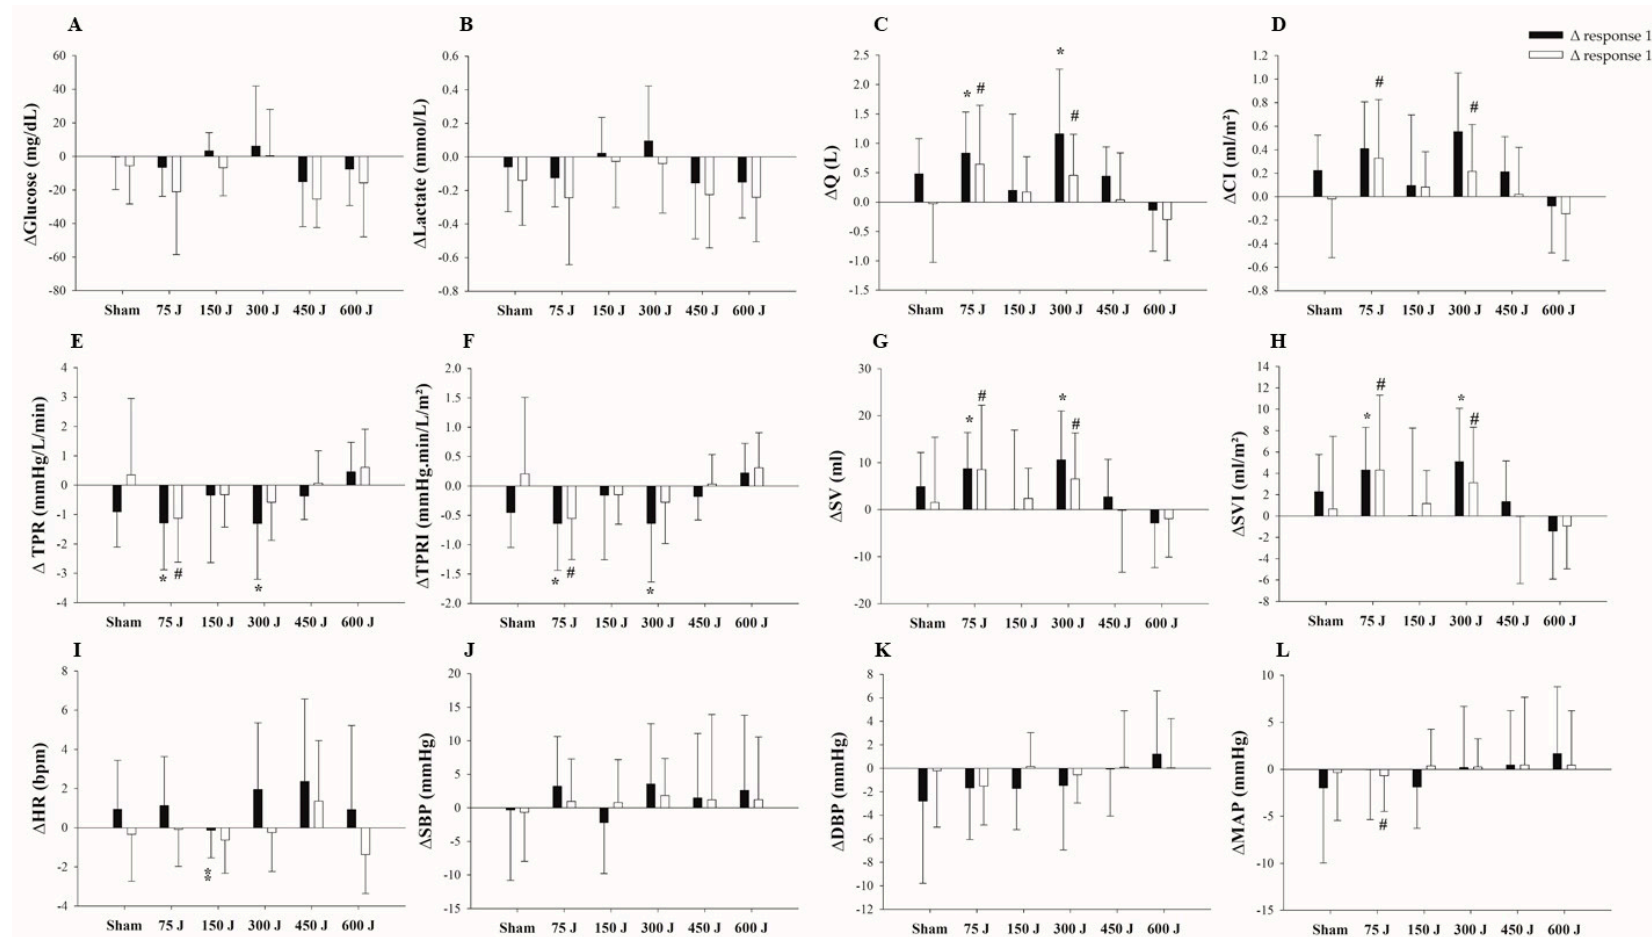 A
B
C
D
Δ response 1
Δ response 1
ΔGlucose (mg/dL)
60
40
20
0
-20
-40
-60
-80
Sham 75 J 150 J 300 J 450 J 600 J
ΔLactate (mmol/L)
0.6
0.4
0.2
0.0
-0.2
-0.4
-0.6
-0.8
Sham 75 J 150 J 300 J 450 J 600 J
ΔQ (L)
2.5
2.0
1.5
1.0
0.5
0.0
-0.5
-1.0
-1.5
* # * #
Sham 75 J 150 J 300 J 450 J 600 J
ΔCI (ml/m²)
1.2
1.0
0.8
0.6
0.4
0.2
0.0
-0.2
-0.4
-0.6
-0.8
# #
Sham 75 J 150 J 300 J 450 J 600 J
E
F
G
H
Δ TPR (mmHg/L/min)
4
3
2
1
0
-1
-2
-3
-4
* # *
Sham 75 J 150 J 300 J 450 J 600 J
ΔTPRI (mmHg.min/L/m²)
2.0
1.5
1.0
0.5
0.0
-0.5
-1.0
-1.5
-2.0
* # *
Sham 75 J 150 J 300 J 450 J 600 J
ΔSV (ml)
30
20
10
0
-10
-20
* # * #
Sham 75 J 150 J 300 J 450 J 600 J
ΔSVI (ml/m²)
14
12
10
8
6
4
2
0
-2
-4
-6
-8
* # * #
Sham 75 J 150 J 300 J 450 J 600 J
I
J
K
L
ΔHR (bpm)
8
6
4
2
0
-2
-4
*
*
Sham 75 J 150 J 300 J 450 J 600 J
ΔSBP (mmHg)
20
15
10
5
0
-5
-10
-15
Sham 75 J 150 J 300 J 450 J 600 J
ΔDBP (mmHg)
8
6
4
2
0
-2
-4
-6
-8
-10
-12
Sham 75 J 150 J 300 J 450 J 600 J
ΔMAP (mmHg)
10
5
0
-5
-10
-15
#
Sham 75 J 150 J 300 J 450 J 600 J